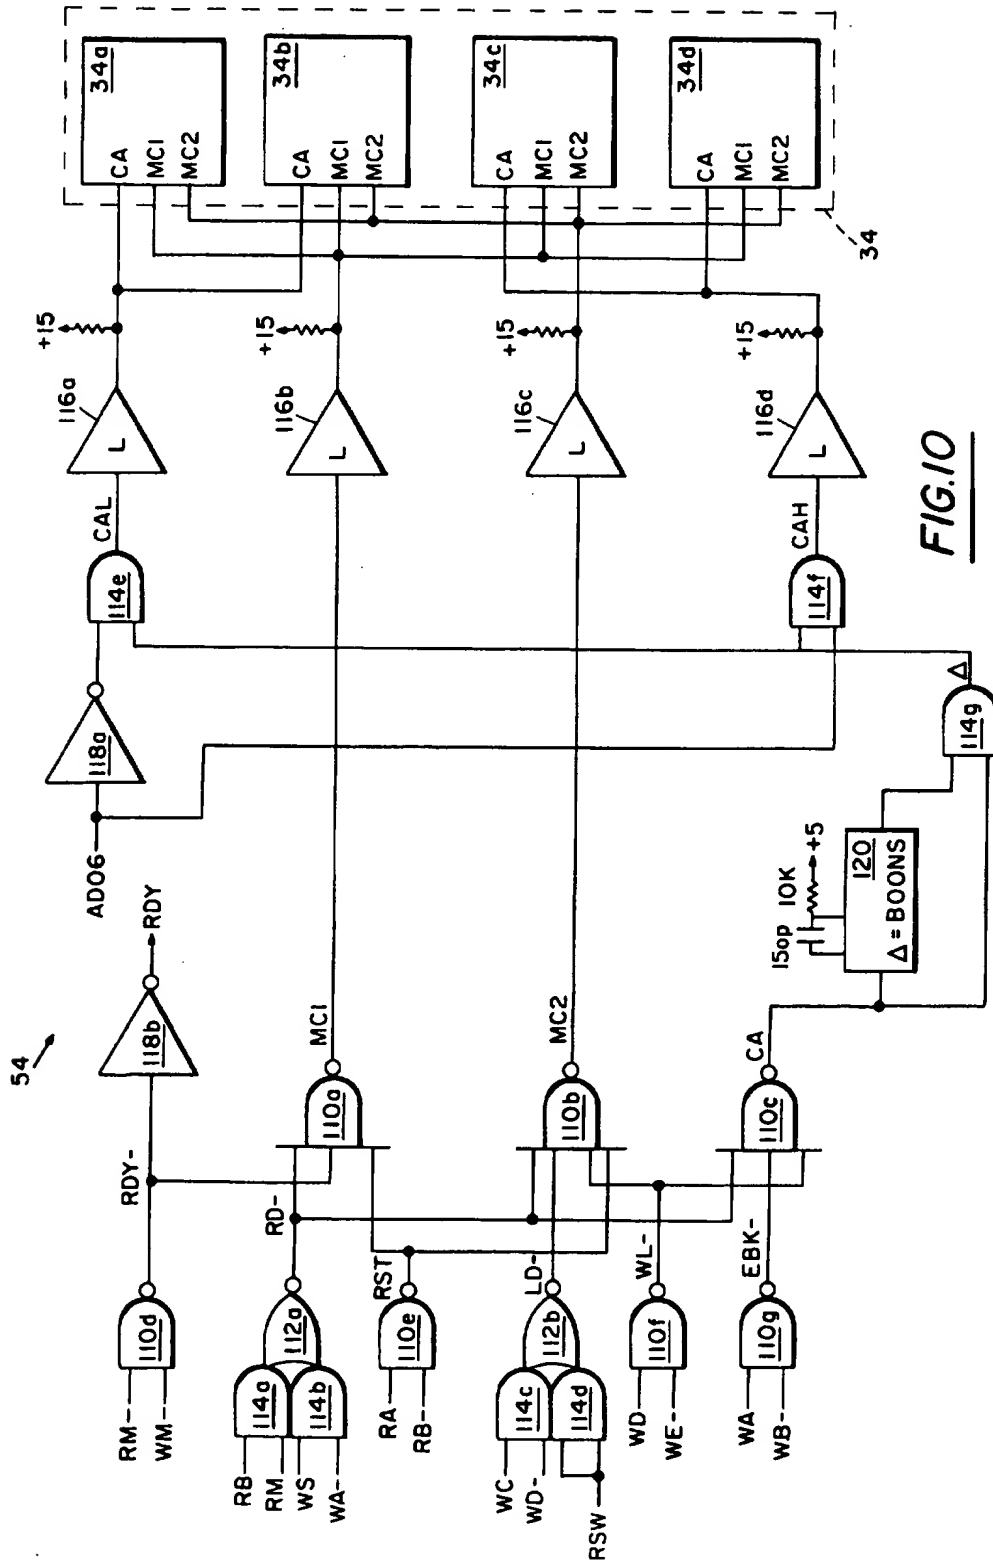 54
RM-
WM-
110d
RDY-
118b
RDY
AD06
118a
114e
CAL
116a
L
+15
CA
MC1
MC2
34a
RB
RM
WS
WA-
114a
114b
112a
RD-
110a
MC1
116b
L
+15
CA
MC1
MC2
34b
RA
RB-
110e
RST
WC
WD-
RSW
114c
114d
112b
LD-
110b
MC2
116c
L
+15
CA
MC1
MC2
34c
WD
WE-
110f
WL-
WA
WB-
110g
EBK-
110c
CA
150p
10K
+5
120
Δ = 800NS
114g
Δ
114f
CAH
116d
L
+15
CA
MC1
MC2
34d
34
FIG.10